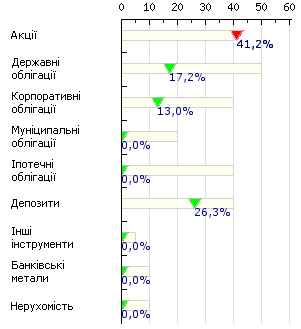 0 10 20 30 40 50 60
Акції
41,2%
Державні
облігації
17,2%
Корпоративні
облігації
13,0%
Муніципальні
облігації
0,0%
Іпотечні
облігації
0,0%
Депозити
26,3%
Інші
інструменти
0,0%
Банківські
метали
0,0%
Нерухомість
0,0%